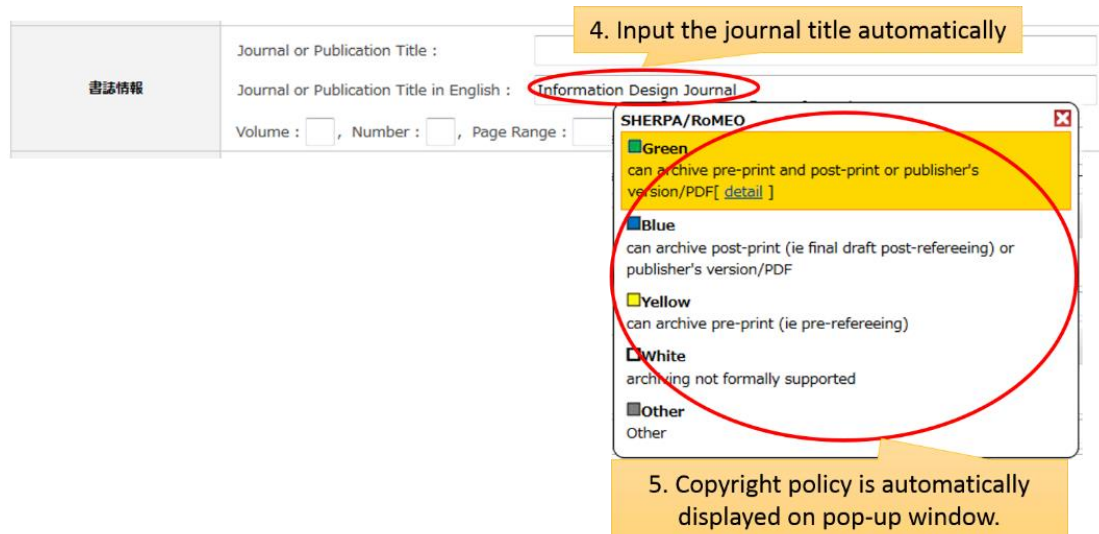 4. Input the journal title automatically
Journal or Publication Title :
書誌情報
Journal or Publication Title in English : Information Design Journal
Volume : , Number : , Page Range :
SHERPA/RoMEO
Green
can archive pre-print and post-print or publisher's
version/PDF[ detail ]
Blue
can archive post-print (ie final draft post-refereeing) or
publisher's version/PDF
Yellow
can archive pre-print (ie pre-refereeing)
White
archiving not formally supported
Other
Other
5. Copyright policy is automatically
displayed on pop-up window.